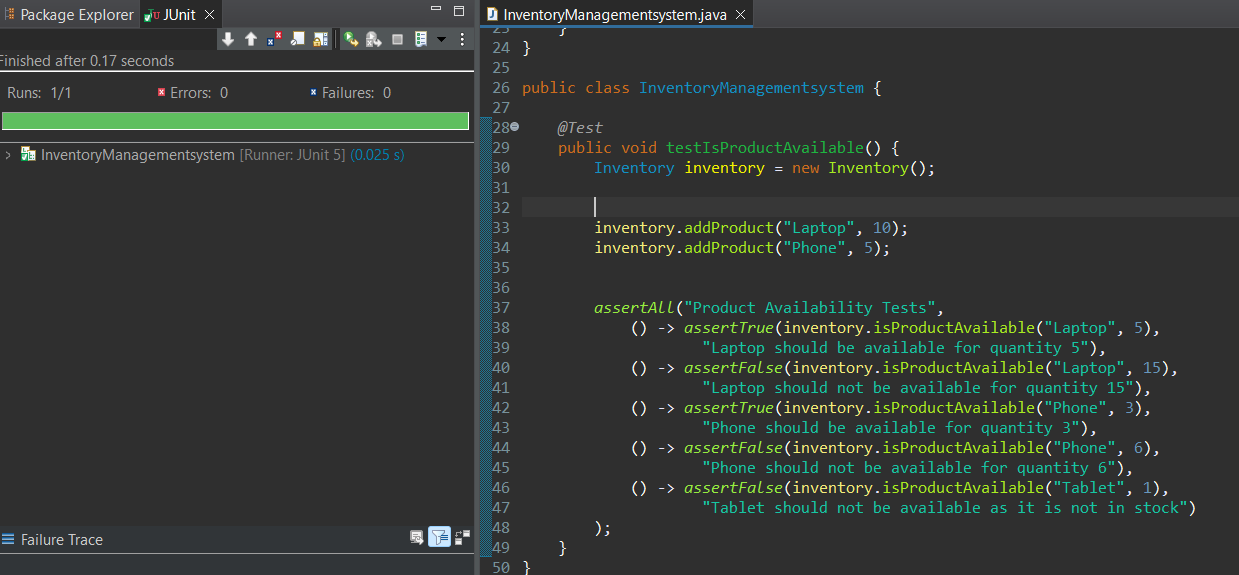 Package Explorer
JUnit
Finished after 0.17 seconds
Runs: 1/1
Errors: 0
Failures: 0
InventoryManagementsystem [Runner: JUnit 5] (0.025 s)
Failure Trace
InventoryManagementsystem.java
23 }
24 }
25
26 public class InventoryManagementsystem {
27
28 @Test
29 public void testIsProductAvailable() {
30 Inventory inventory = new Inventory();
31
32
33 inventory.addProduct("Laptop", 10);
34 inventory.addProduct("Phone", 5);
35
36
37 assertAll("Product Availability Tests",
38 () -> assertTrue(inventory.isProductAvailable("Laptop", 5),
39 "Laptop should be available for quantity 5"),
40 () -> assertFalse(inventory.isProductAvailable("Laptop", 15),
41 "Laptop should not be available for quantity 15"),
42 () -> assertTrue(inventory.isProductAvailable("Phone", 3),
43 "Phone should be available for quantity 3"),
44 () -> assertFalse(inventory.isProductAvailable("Phone", 6),
45 "Phone should not be available for quantity 6"),
46 () -> assertFalse(inventory.isProductAvailable("Tablet", 1),
47 "Tablet should not be available as it is not in stock")
48 );
49 }
50 }